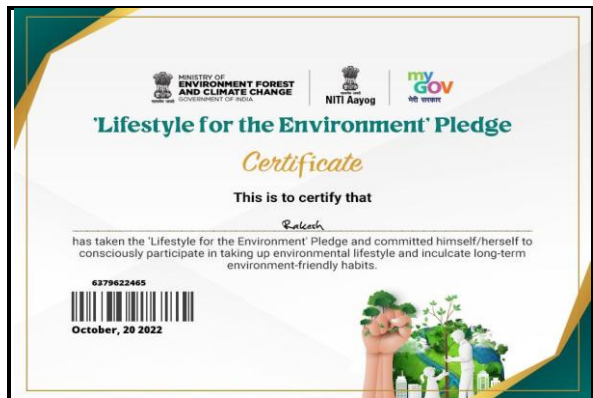 MINISTRY OF
ENVIRONMENT FOREST
AND CLIMATE CHANGE
GOVERNMENT OF INDIA
सत्यमेव जयते
NITI Aayog
my
GOV
मेरी सरकार
'Lifestyle for the Environment' Pledge
Certificate
This is to certify that
Rakesh
has taken the 'Lifestyle for the Environment' Pledge and committed himself/herself to
consciously participate in taking up environmental lifestyle and inculcate long-term
environment-friendly habits.
6379622465
October, 20 2022